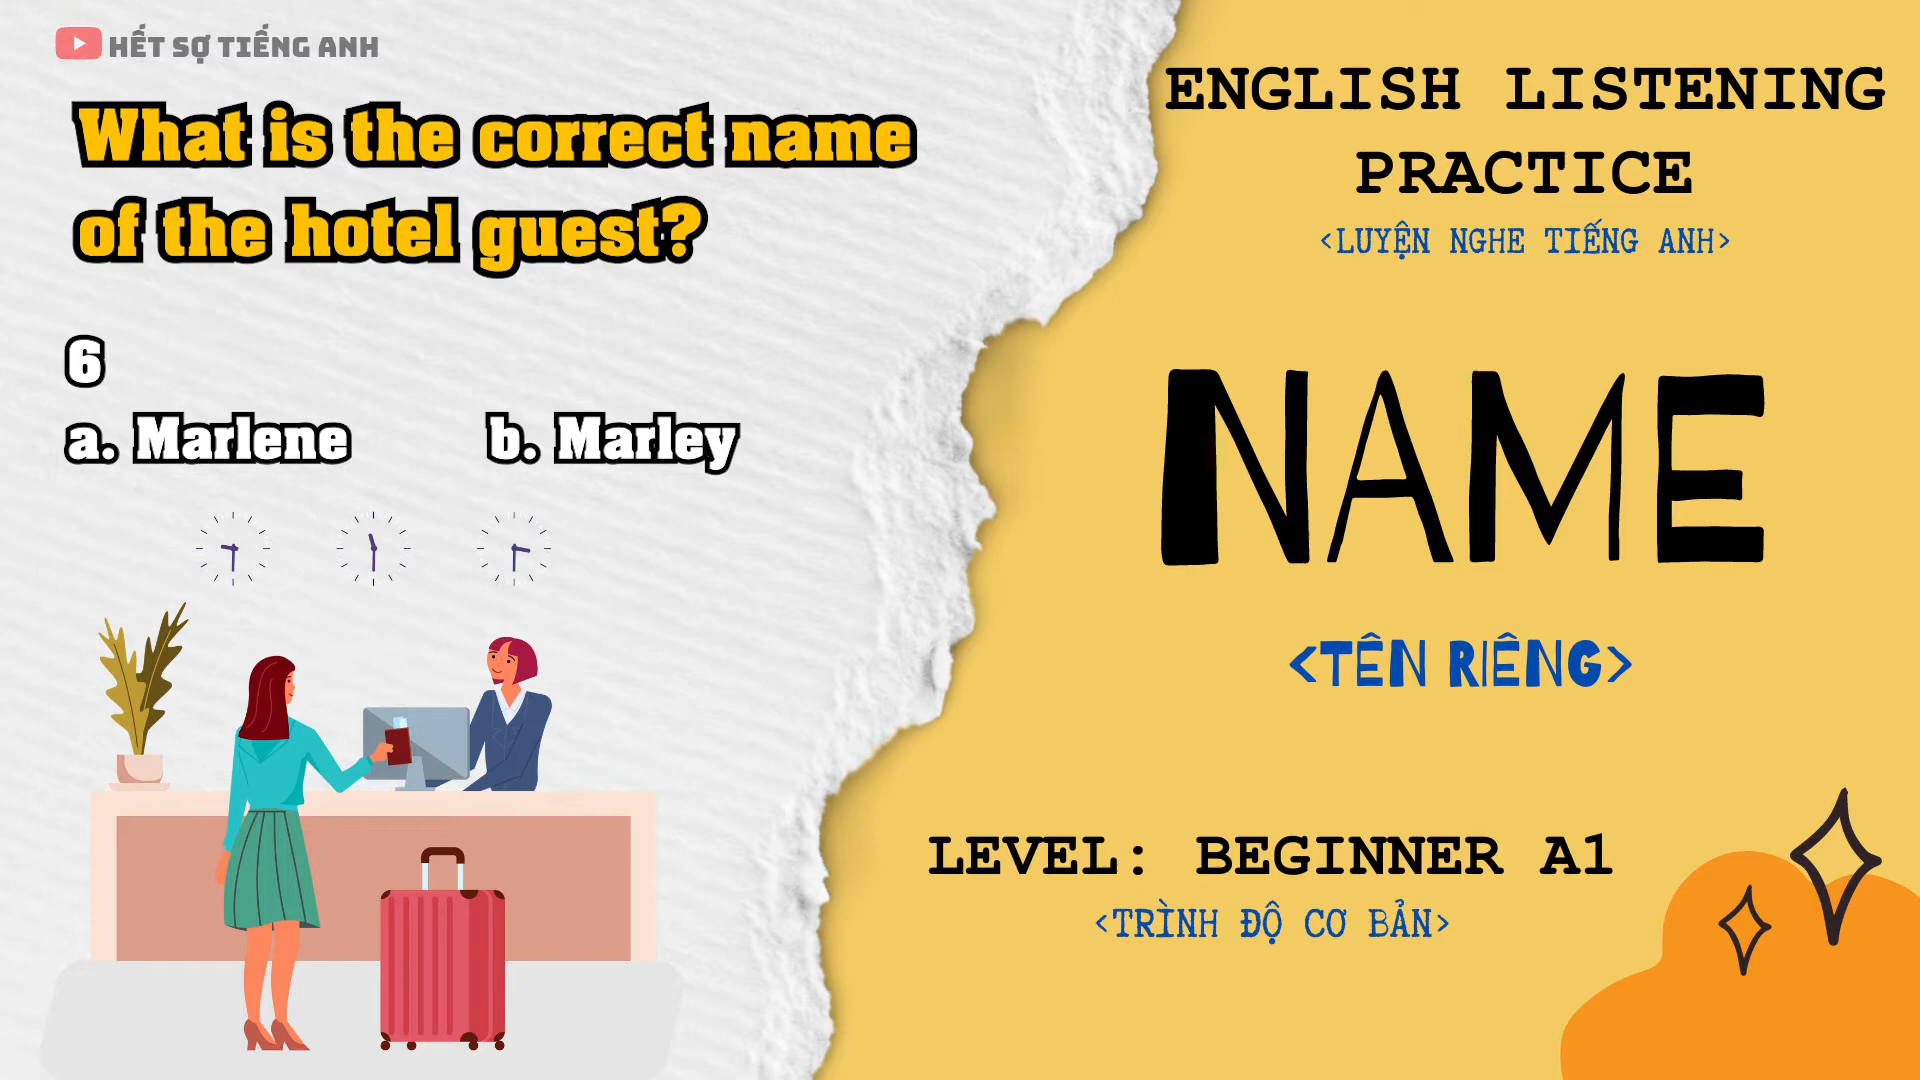 HẾT SỢ TIẾNG ANH
What is the correct name
of the hotel guest?
6
a. Marlene b. Marley
ENGLISH LISTENING
PRACTICE
<LUYỆN NGHE TIẾNG ANH>
NAME
<TÊN RIÊNG>
LEVEL: BEGINNER A1
<TRÌNH ĐỘ CƠ BẢN>